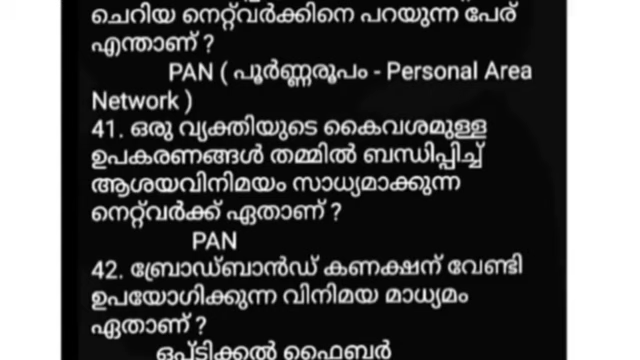 ചെറിയ നെറ്റ്‌വർക്കിനെ പറയുന്ന പേര്
എന്താണ് ?
PAN ( പൂർണ്ണരൂപം - Personal Area
Network )
41. ഒരു വ്യക്തിയുടെ കൈവശമുള്ള
ഉപകരണങ്ങൾ തമ്മിൽ ബന്ധിപ്പിച്ച്
ആശയവിനിമയം സാധ്യമാക്കുന്ന
നെറ്റ്‌വർക്ക് ഏതാണ് ?
PAN
42. ബ്രോഡ്ബാൻഡ് കണക്ഷന് വേണ്ടി
ഉപയോഗിക്കുന്ന വിനിമയ മാധ്യമം
ഏതാണ് ?
ഒപ്ടിക്കൽ ഫൈബർ